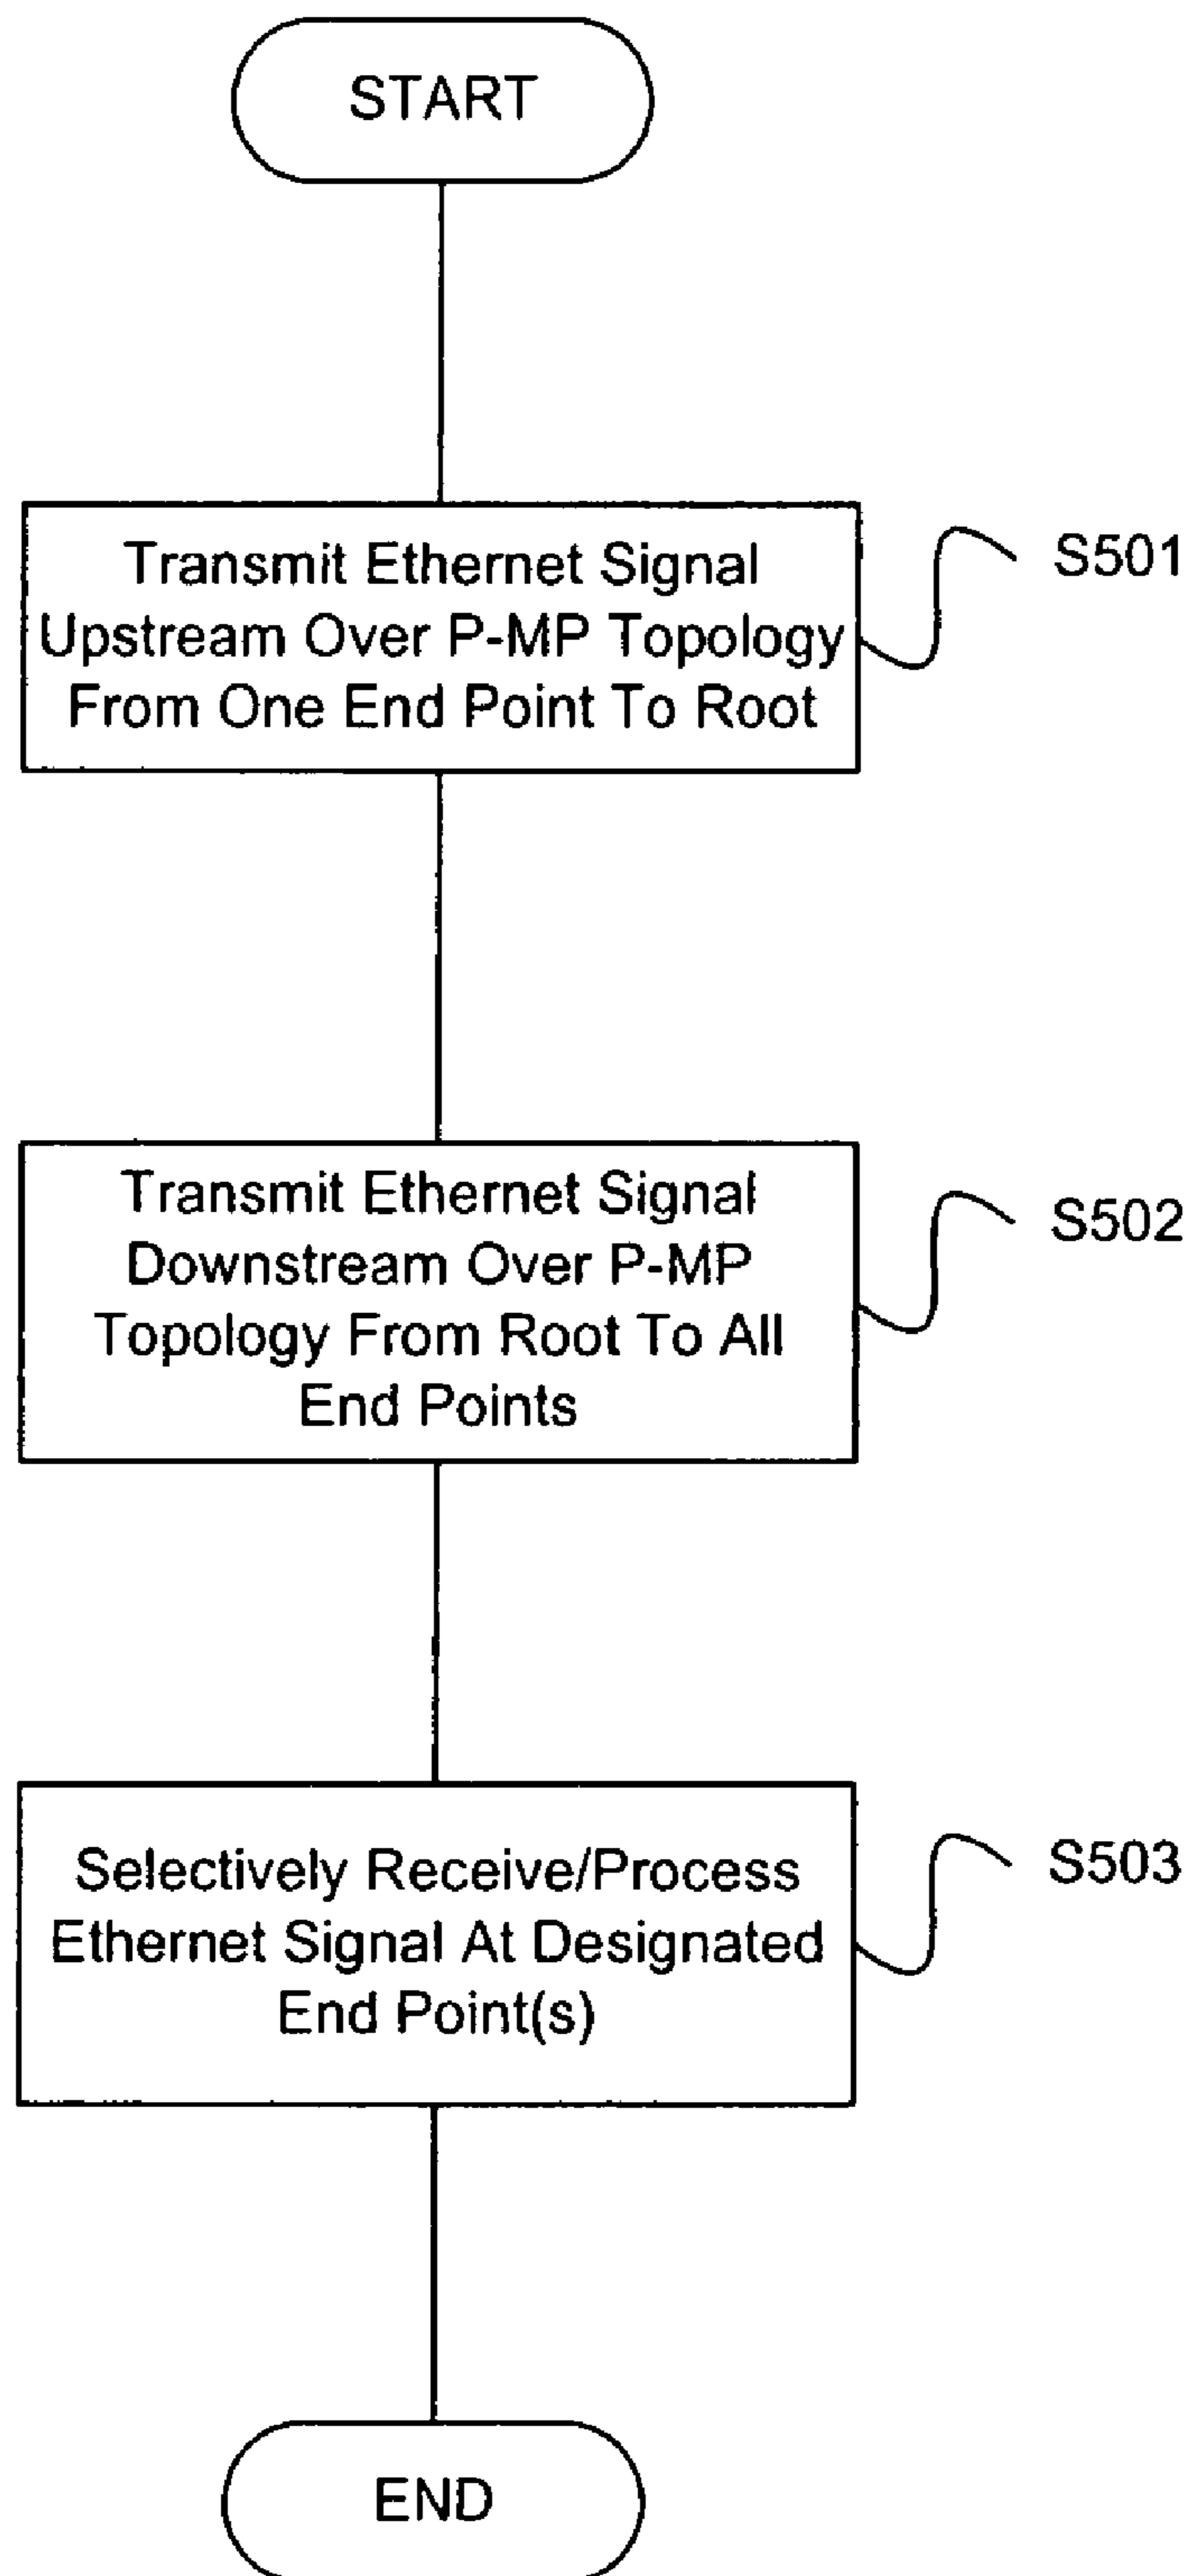 START
Transmit Ethernet Signal
Upstream Over P-MP Topology
From One End Point To Root
S501
Transmit Ethernet Signal
Downstream Over P-MP
Topology From Root To All
End Points
S502
Selectively Receive/Process
Ethernet Signal At Designated
End Point(s)
S503
END